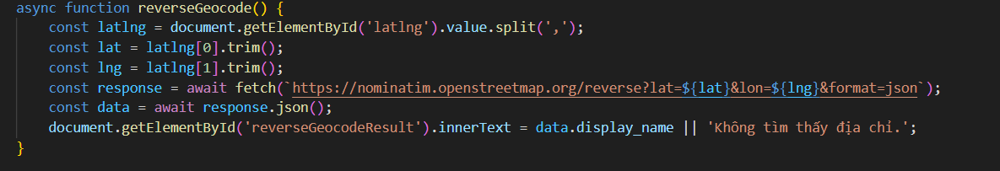 async function reverseGeocode() {
    const latlng = document.getElementById('latlng').value.split(',');
    const lat = latlng[0].trim();
    const lng = latlng[1].trim();
    const response = await fetch(`https://nominatim.openstreetmap.org/reverse?lat=${lat}&lon=${lng}&format=json`);
    const data = await response.json();
    document.getElementById('reverseGeocodeResult').innerText = data.display_name || 'Không tìm thấy địa chỉ.';
}